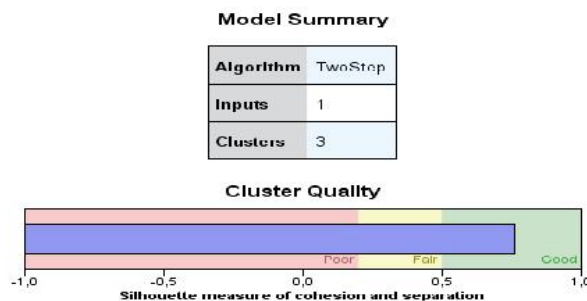 Model Summary
Algorithm TwoStep
Inputs 1
Clusters 3
Cluster Quality
Poor Fair Good
-1,0 -0,5 0,0 0,5 1,0
Silhouette measure of cohesion and separation